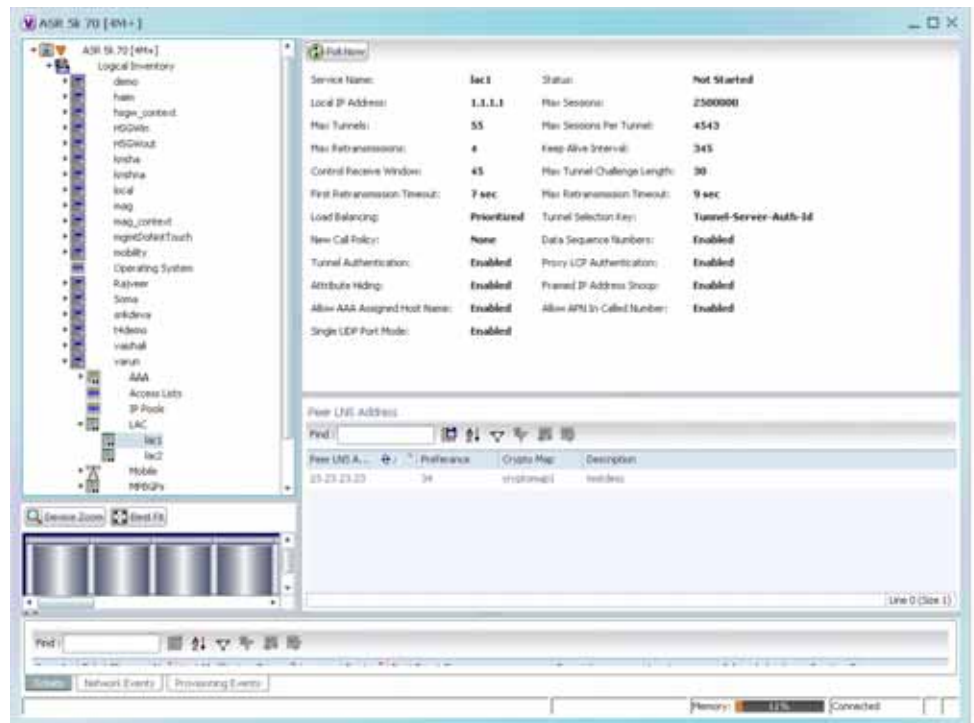 ASR 5k 70 [4M+]
ASR 5k 70 [4M+]
Logical Inventory
demo
haim
hsgw_context
HSGWin
HSGWout
krisha
krishna
local
mag
mag_context
mgmtDoNotTouch
mobility
Operating System
Rajveer
Soma
srikdeva
t4demo
vaishali
varun
AAA
Access Lists
IP Pools
LAC
lac1
lac2
Mobile
Device Zoom Best Fit
Poll Now
Service Name: lac1 Status: Not Started
Local IP Address: 1.1.1.1 Max Sessions: 2500000
Max Tunnels: 55 Max Sessions Per Tunnel: 4543
Max Retransmissions: 4 Keep Alive Interval: 345
Control Receive Window: 45 Max Tunnel Challenge Length: 30
First Retransmission Timeout: 7 sec Max Retransmission Timeout: 9 sec
Load Balancing: Prioritized Tunnel Selection Key: Tunnel-Server-Auth-Id
New Call Policy: None Data Sequence Numbers: Enabled
Tunnel Authentication: Enabled Proxy LCP Authentication: Enabled
Attribute Hiding: Enabled Framed IP Address Snoop: Enabled
Allow AAA Assigned Host Name: Enabled Allow APN In Called Number: Enabled
Single UDP Port Mode: Enabled
Peer LNS Address
Find :
Peer LNS A... Preferance Crypto Map Description
23.23.23.23 34 cryptomap1 testdesc
Line 0 (Size 1)
Find :
Tickets Network Events Provisioning Events
Memory: 11% Connected